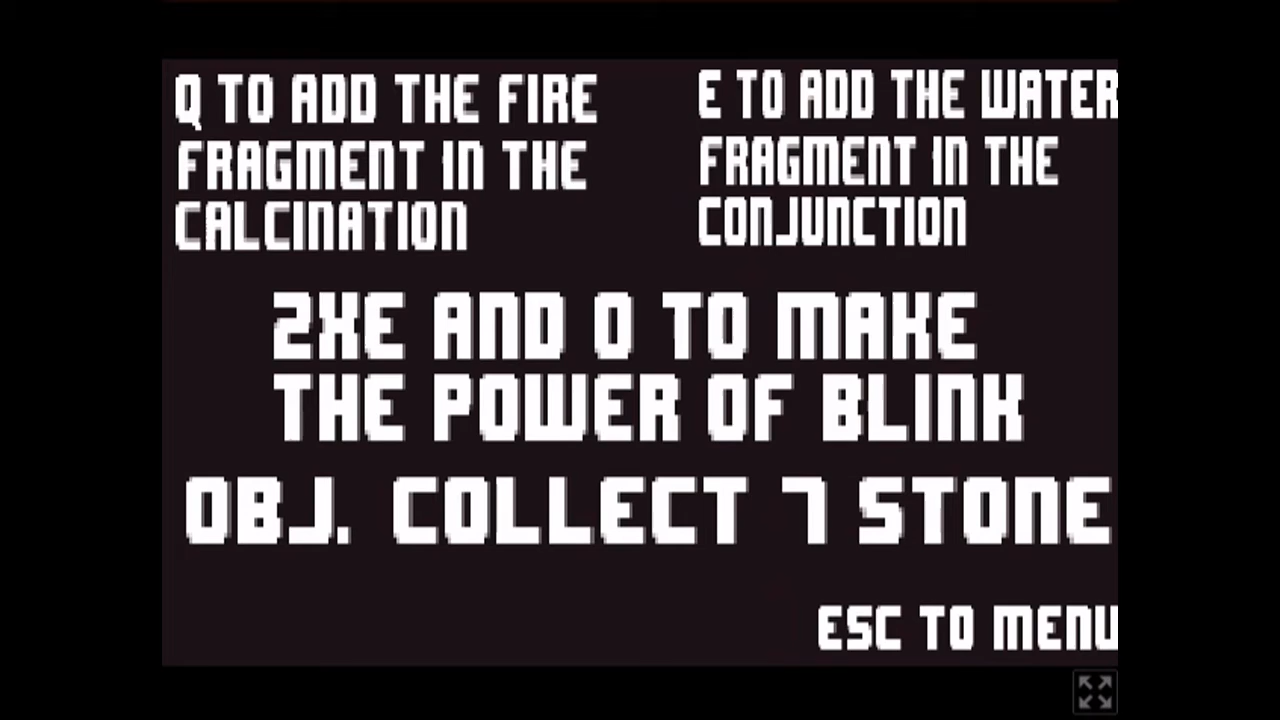 Q TO ADD THE FIRE
FRAGMENT IN THE
CALCINATION
E TO ADD THE WATER
FRAGMENT IN THE
CONJUNCTION
2XE AND O TO MAKE
THE POWER OF BLINK
OBJ. COLLECT 7 STONE
ESC TO MENU